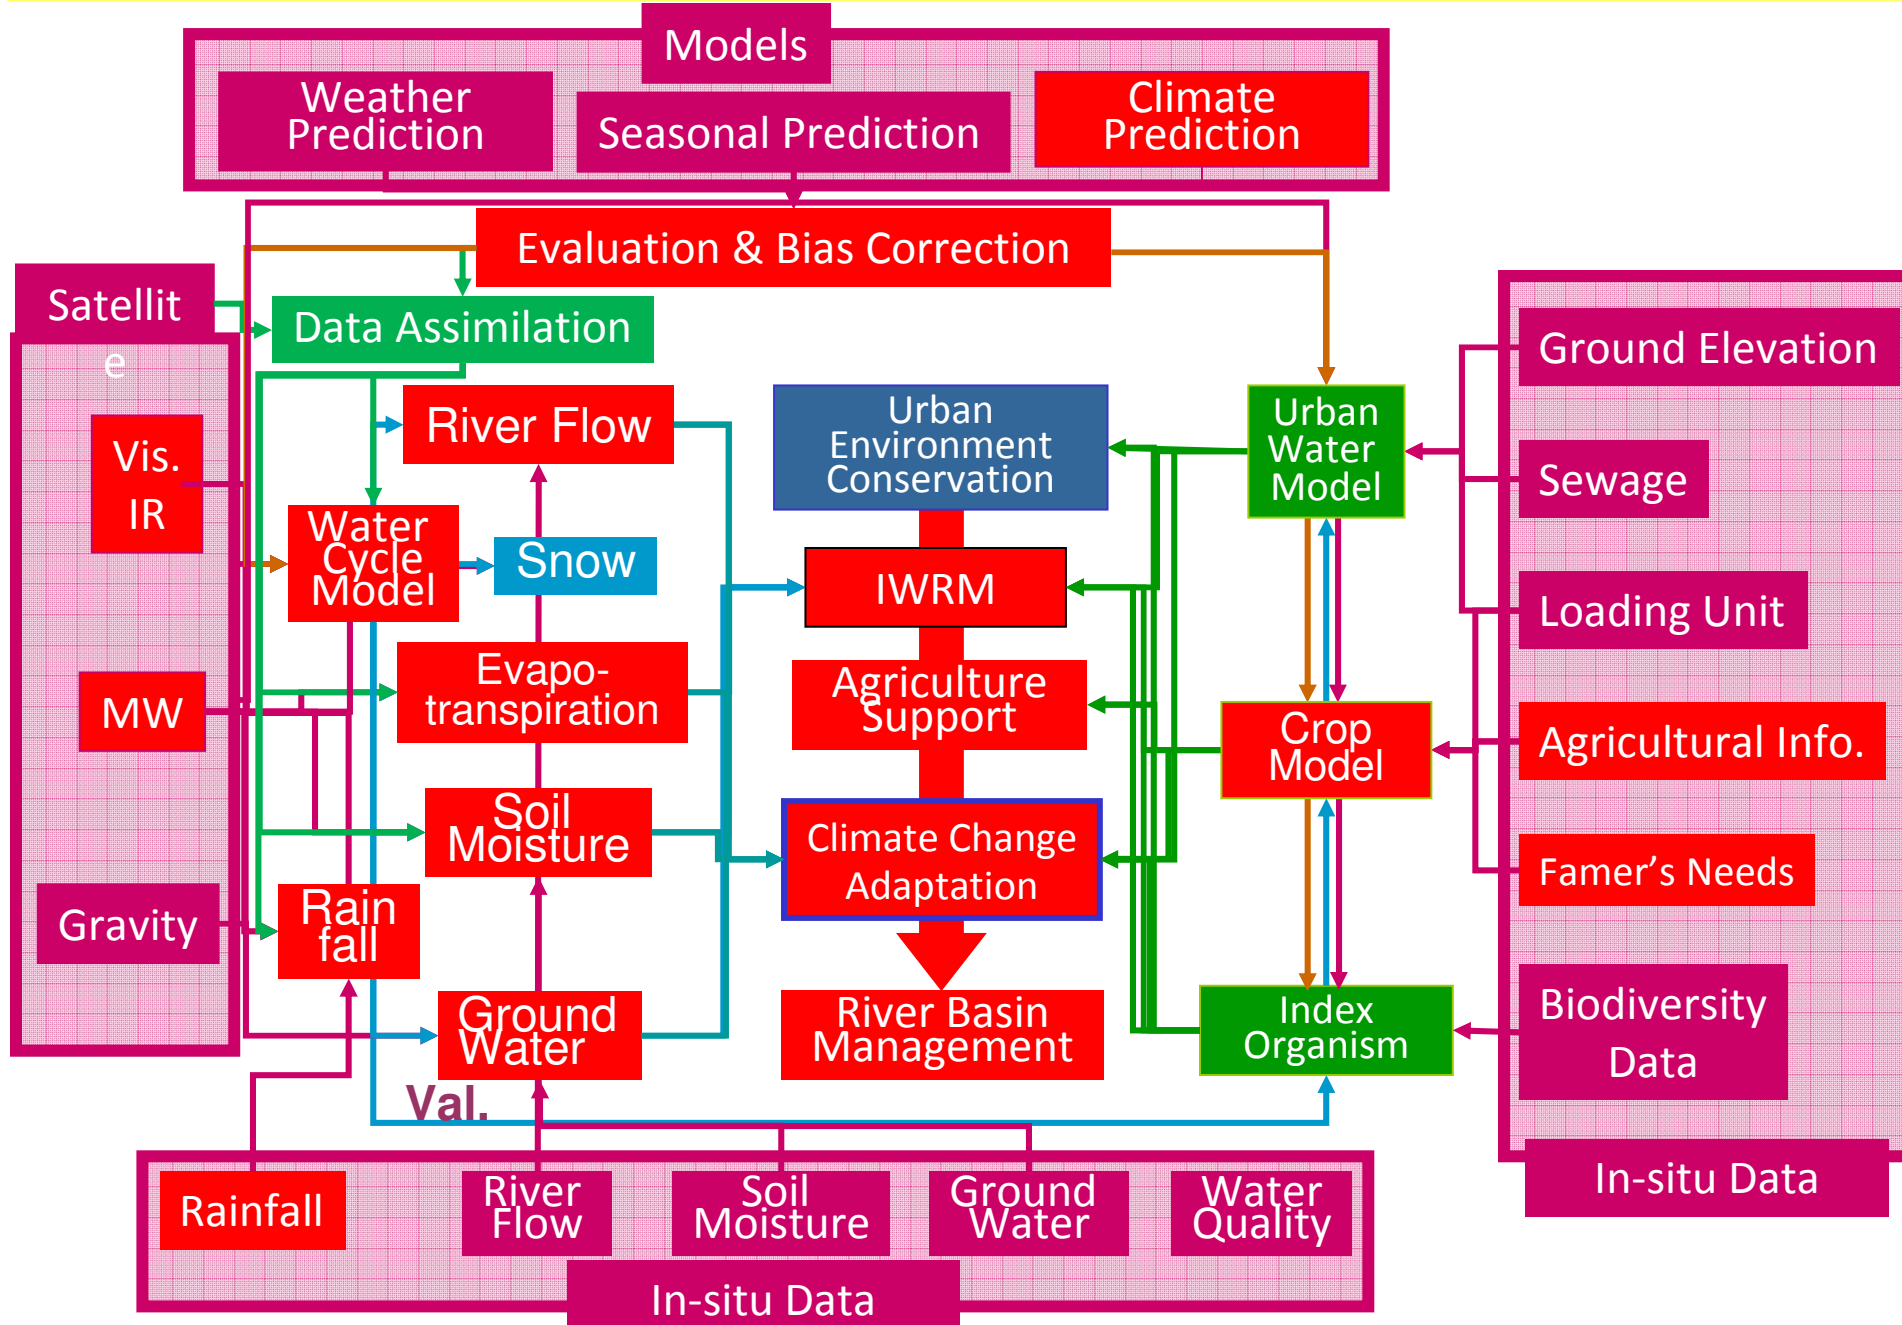 Models
Weather
Prediction
Seasonal Prediction
Climate
Prediction
Evaluation & Bias Correction
Satellit
e
Data Assimilation
Vis.
IR
MW
Gravity
River Flow
Water
Cycle
Model
Snow
Evapo-
transpiration
Soil
Moisture
Rain
fall
Ground
Water
Val.
Urban
Environment
Conservation
IWRM
Agriculture
Support
Climate Change
Adaptation
River Basin
Management
Urban
Water
Model
Crop
Model
Index
Organism
Ground Elevation
Sewage
Loading Unit
Agricultural Info.
Famer's Needs
Biodiversity
Data
In-situ Data
Rainfall
River
Flow
Soil
Moisture
Ground
Water
Water
Quality
In-situ Data